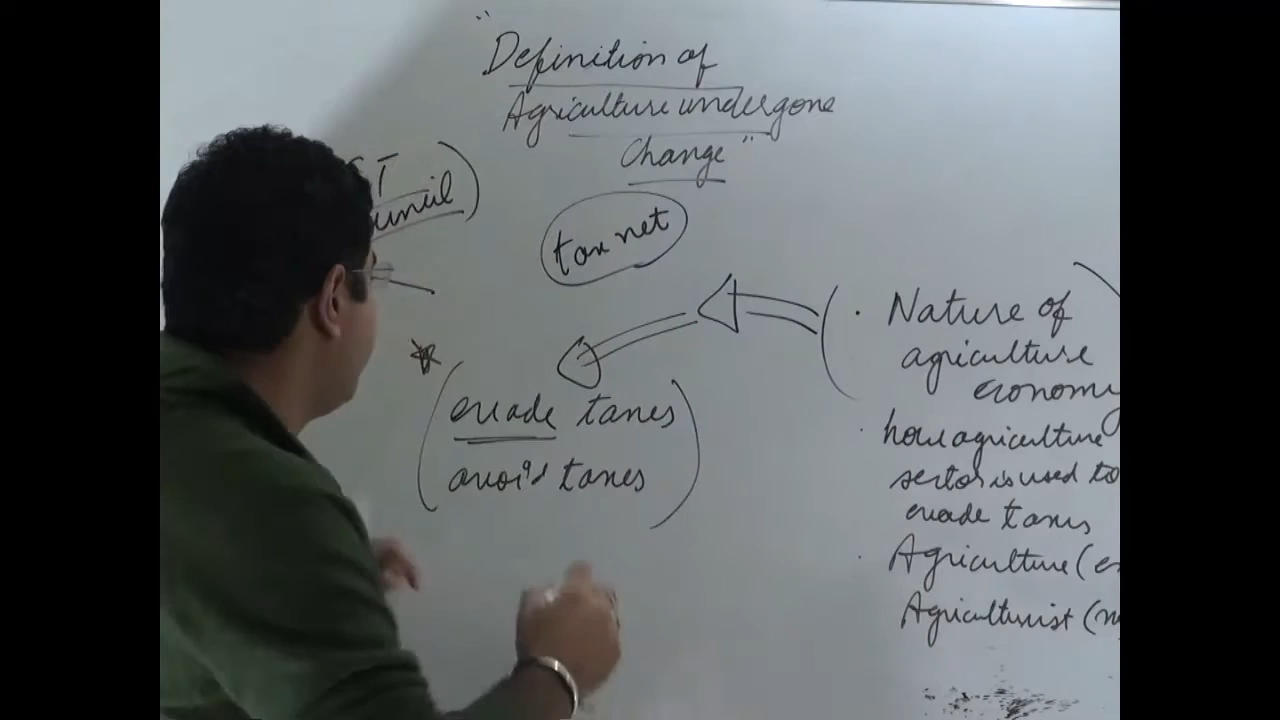 "Definition of
Agriculture undergone
Change"
tax net
evade taxes
avoid taxes
Nature of
agriculture
economy
how agriculture
sector is used to
evade taxes
Agriculture (
Agriculturist (